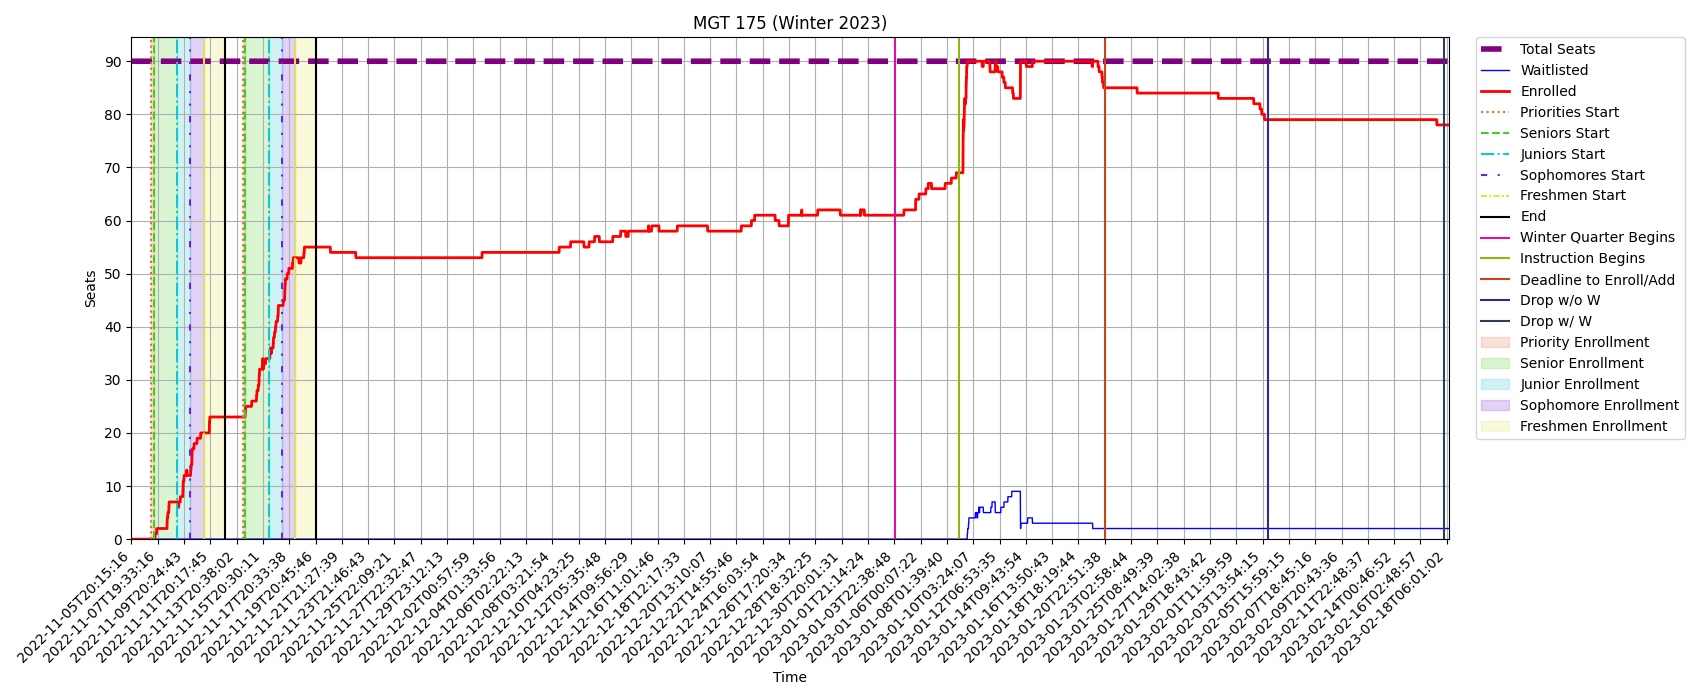 MGT 175 (Winter 2023)
Seats
90
80
70
60
50
40
30
20
10
0
2022-11-05T20:15:16
2022-11-07T19:33:16
2022-11-09T20:24:43
2022-11-11T20:17:45
2022-11-13T20:38:02
2022-11-15T20:30:11
2022-11-17T20:33:38
2022-11-19T20:45:46
2022-11-21T21:27:39
2022-11-23T21:46:43
2022-11-25T22:09:21
2022-11-27T22:32:47
2022-11-29T23:12:13
2022-12-02T00:57:59
2022-12-04T01:33:56
2022-12-06T02:22:13
2022-12-08T03:21:54
2022-12-10T04:23:25
2022-12-12T05:35:48
2022-12-14T09:56:29
2022-12-16T11:01:46
2022-12-18T12:17:33
2022-12-20T13:10:07
2022-12-22T14:55:46
2022-12-24T16:03:54
2022-12-26T17:20:34
2022-12-28T18:32:25
2022-12-30T20:01:31
2023-01-01T21:14:24
2023-01-03T22:38:48
2023-01-06T00:07:22
2023-01-08T01:39:40
2023-01-10T03:24:07
2023-01-12T06:53:35
2023-01-14T09:43:54
2023-01-16T13:50:43
2023-01-18T18:19:44
2023-01-20T22:51:38
2023-01-23T02:58:44
2023-01-25T08:49:39
2023-01-27T14:02:38
2023-01-29T18:43:42
2023-02-01T11:59:59
2023-02-03T13:54:15
2023-02-05T15:59:15
2023-02-07T18:45:16
2023-02-09T20:43:36
2023-02-11T22:48:37
2023-02-14T00:46:52
2023-02-16T02:48:57
2023-02-18T06:01:02
Time
Total Seats
Waitlisted
Enrolled
Priorities Start
Seniors Start
Juniors Start
Sophomores Start
Freshmen Start
End
Winter Quarter Begins
Instruction Begins
Deadline to Enroll/Add
Drop w/o W
Drop w/ W
Priority Enrollment
Senior Enrollment
Junior Enrollment
Sophomore Enrollment
Freshmen Enrollment